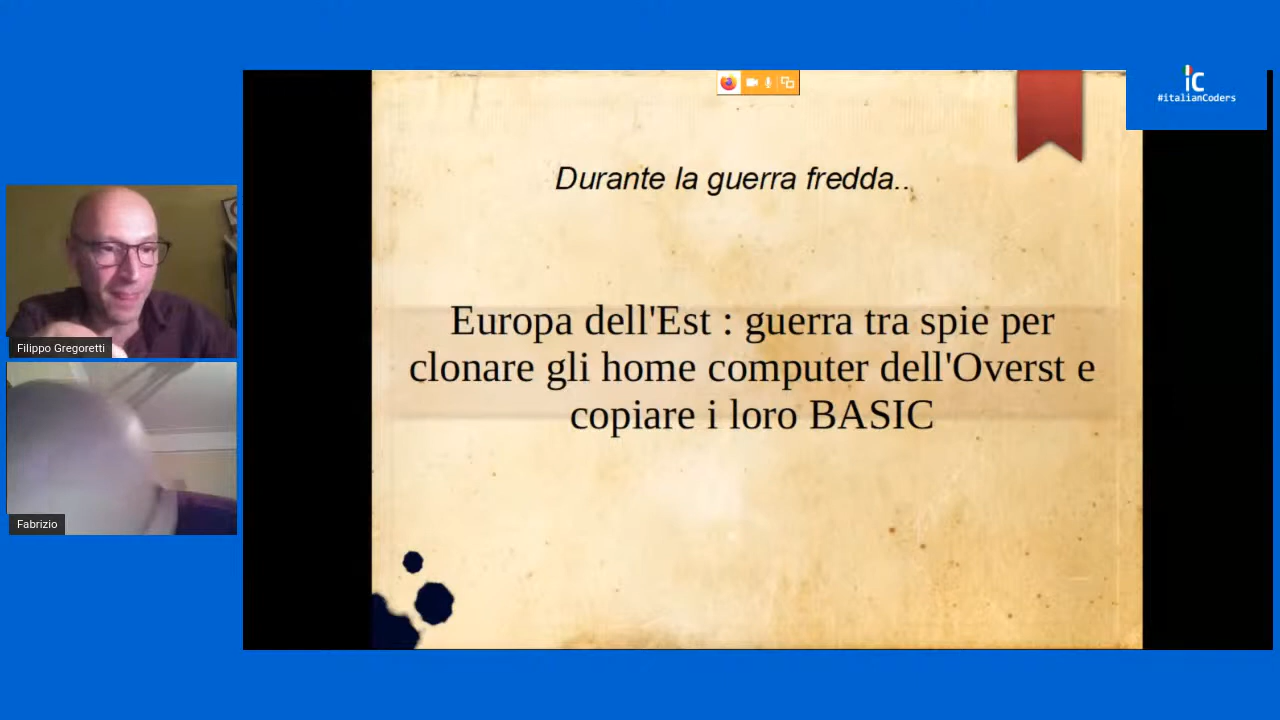 iC
#italianCoders
Durante la guerra fredda..
Europa dell'Est : guerra tra spie per
clonare gli home computer dell'Overst e
copiare i loro BASIC
Filippo Gregoretti
Fabrizio